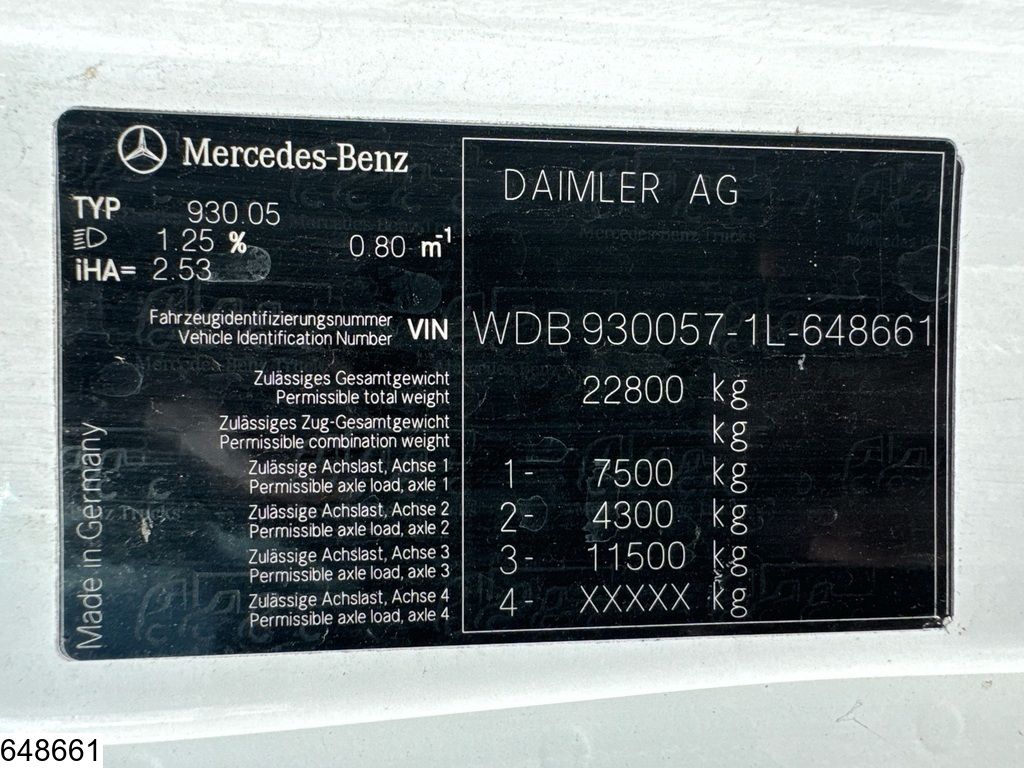 Mercedes-Benz
DAIMLER AG
TYP 930.05
1.25 % 0.80 m-1
iHA= 2.53
Fahrzeugidentifizierungsnummer
Vehicle Identification Number VIN WDB 930057-1L-648661
Zulässiges Gesamtgewicht
Permissible total weight 22800 kg
Zulässiges Zug-Gesamtgewicht
Permissible combination weight kg
Zulässige Achslast, Achse 1
Permissible axle load, axle 1 1- 7500 kg
Zulässige Achslast, Achse 2
Permissible axle load, axle 2 2- 4300 kg
Zulässige Achslast, Achse 3
Permissible axle load, axle 3 3- 11500 kg
Zulässige Achslast, Achse 4
Permissible axle load, axle 4 4- XXXXX kg
Made in Germany
648661